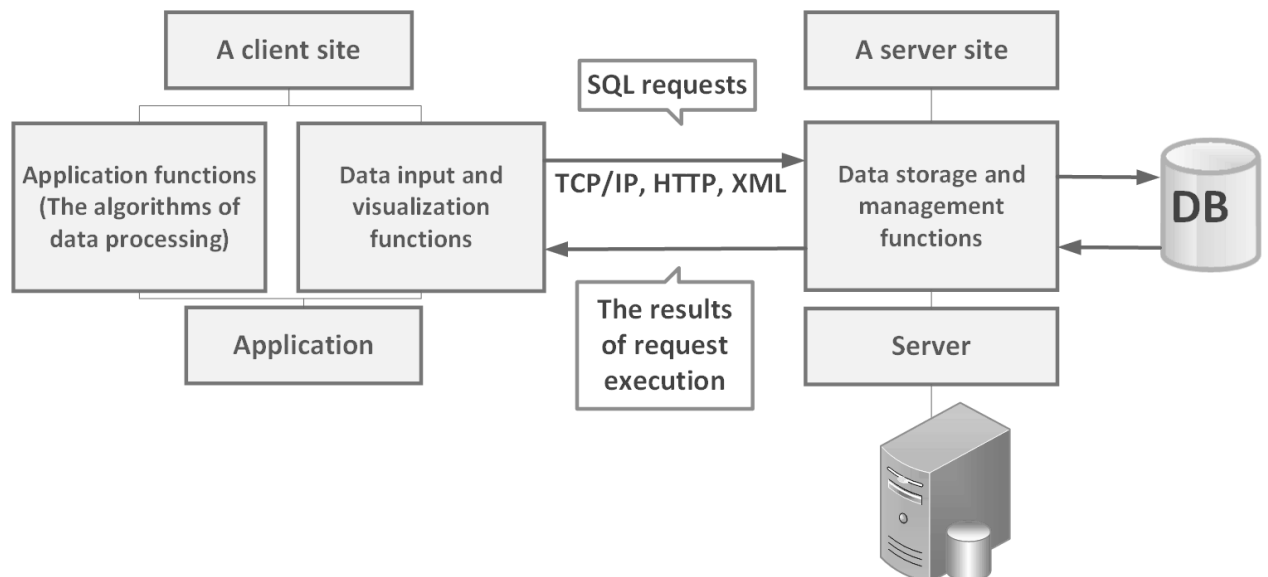 A client site
A server site
SQL requests
Application functions
(The algorithms of
data processing)
Data input and
visualization
functions
TCP/IP, HTTP, XML
Data storage and
management
functions
DB
The results
of request
execution
Application
Server